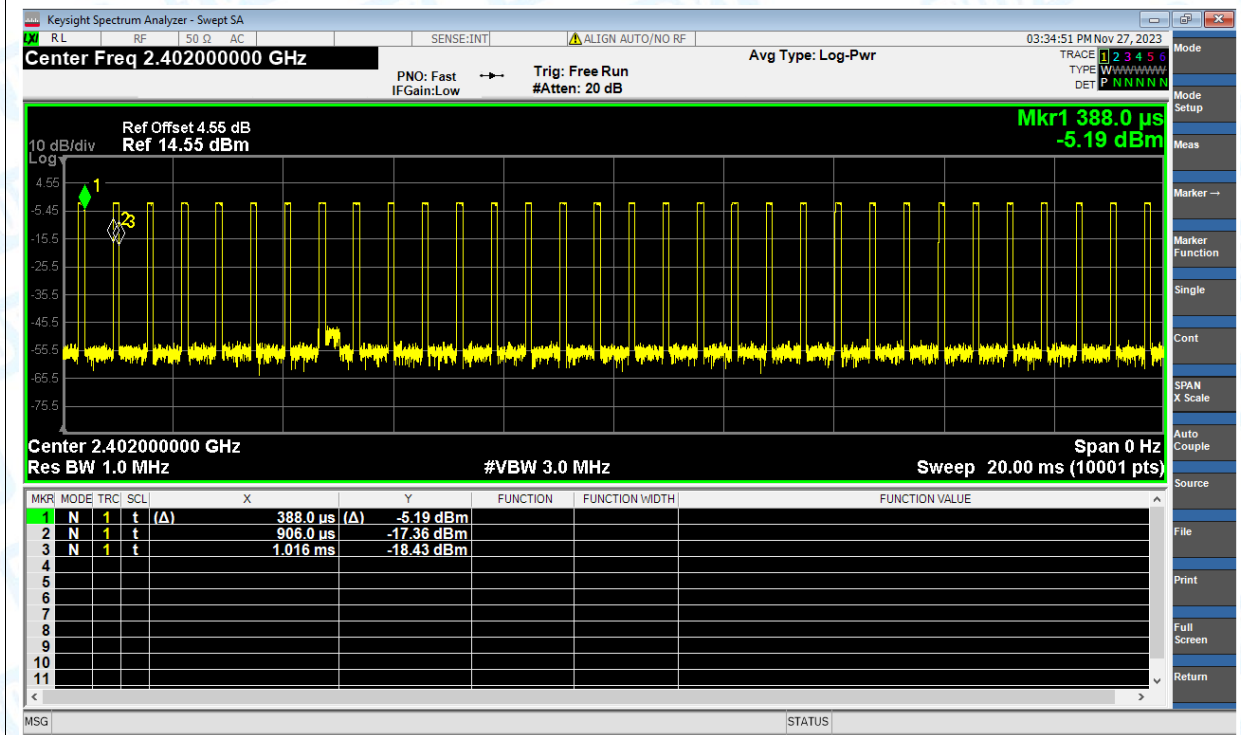 Keysight Spectrum Analyzer - Swept SA
LXI RL RF 50 Ω AC SENSE:INT ALIGN AUTO/NO RF 03:34:51 PM Nov 27, 2023
Center Freq 2.402000000 GHz Avg Type: Log-Pwr TRACE 1 2 3 4 5 6
PNO: Fast Trig: Free Run TYPE WWWWWW
IFGain:Low #Atten: 20 dB DET P N N N N N
Ref Offset 4.55 dB Mkr1 388.0 µs
10 dB/div Ref 14.55 dBm -5.19 dBm
Log
4.55
-5.45
-15.5
-25.5
-35.5
-45.5
-55.5
-65.5
-75.5
1
2
3
Center 2.402000000 GHz Span 0 Hz
Res BW 1.0 MHz #VBW 3.0 MHz Sweep 20.00 ms (10001 pts)
MKR MODE TRC SCL X Y FUNCTION FUNCTION WIDTH FUNCTION VALUE
1 N 1 t (Δ) 388.0 µs (Δ) -5.19 dBm
2 N 1 t 906.0 µs -17.36 dBm
3 N 1 t 1.016 ms -18.43 dBm
4
5
6
7
8
9
10
11
MSG STATUS
Mode
Mode
Setup
Meas
Marker →
Marker
Function
Single
Cont
SPAN
X Scale
Auto
Couple
Source
File
Print
Full
Screen
Return